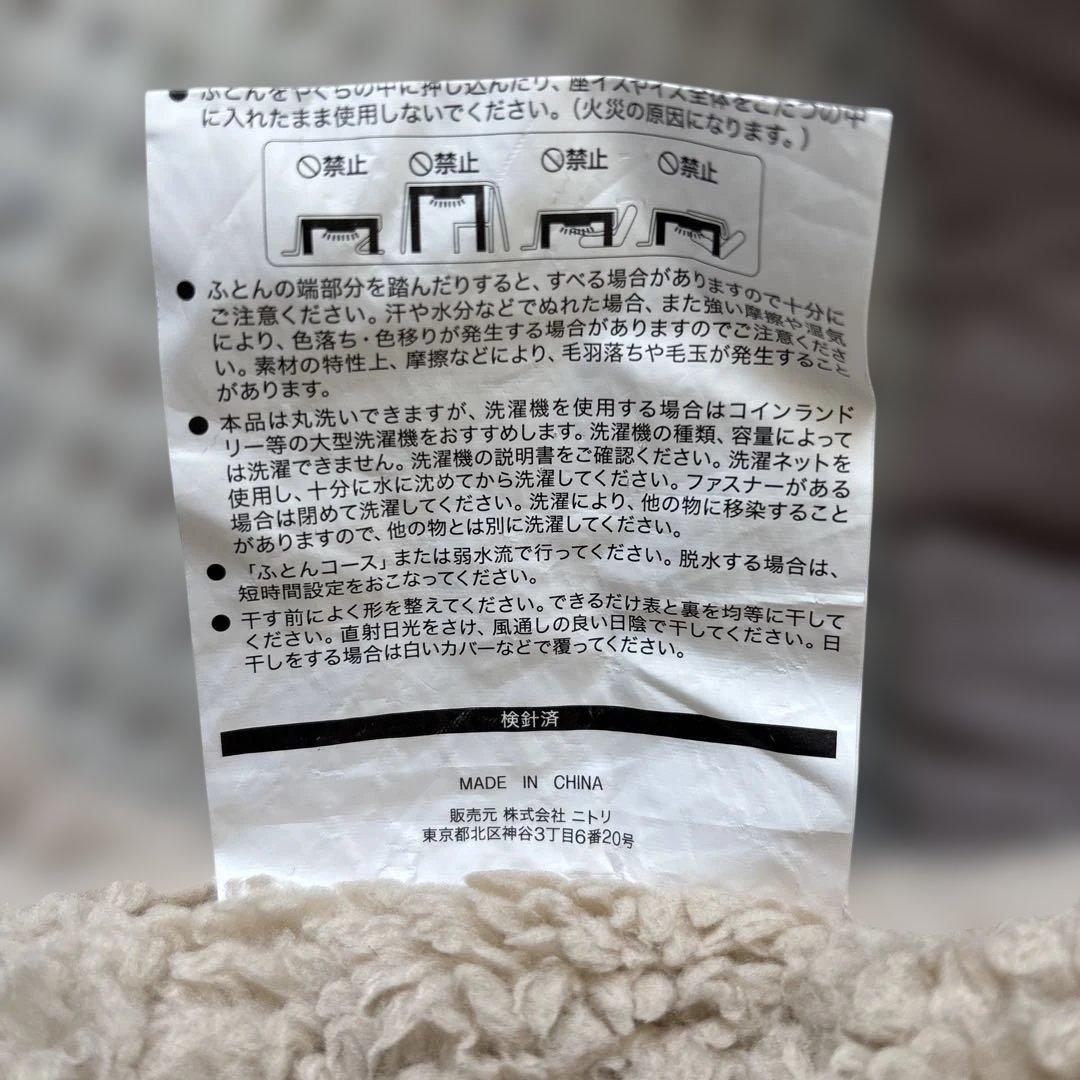 ふとんをやぐらの中に押し込んだり、座イスやイス全体をこたつの中
に入れたまま使用しないでください。(火災の原因になります。)
禁止 禁止 禁止 禁止
● ふとんの端部分を踏んだりすると、すべる場合がありますので十分に
ご注意ください。汗や水分などでぬれた場合、また強い摩擦や湿気
により、色落ち・色移りが発生する場合がありますのでご注意くださ
い。素材の特性上、摩擦などにより、毛羽落ちや毛玉が発生すること
があります。
● 本品は丸洗いできますが、洗濯機を使用する場合はコインランド
リー等の大型洗濯機をおすすめします。洗濯機の種類、容量によって
は洗濯できません。洗濯機の説明書をご確認ください。洗濯ネットを
使用し、十分に水に沈めてから洗濯してください。ファスナーがある
場合は閉めて洗濯してください。洗濯により、他の物に移染すること
がありますので、他の物とは別に洗濯してください。
● 「ふとんコース」または弱水流で行ってください。脱水する場合は、
短時間設定をおこなってください。
● 干す前によく形を整えてください。できるだけ表と裏を均等に干して
ください。直射日光をさけ、風通しの良い日陰で干してください。日
干しをする場合は白いカバーなどで覆ってください。
検針済
MADE IN CHINA
販売元 株式会社 ニトリ
東京都北区神谷3丁目6番20号